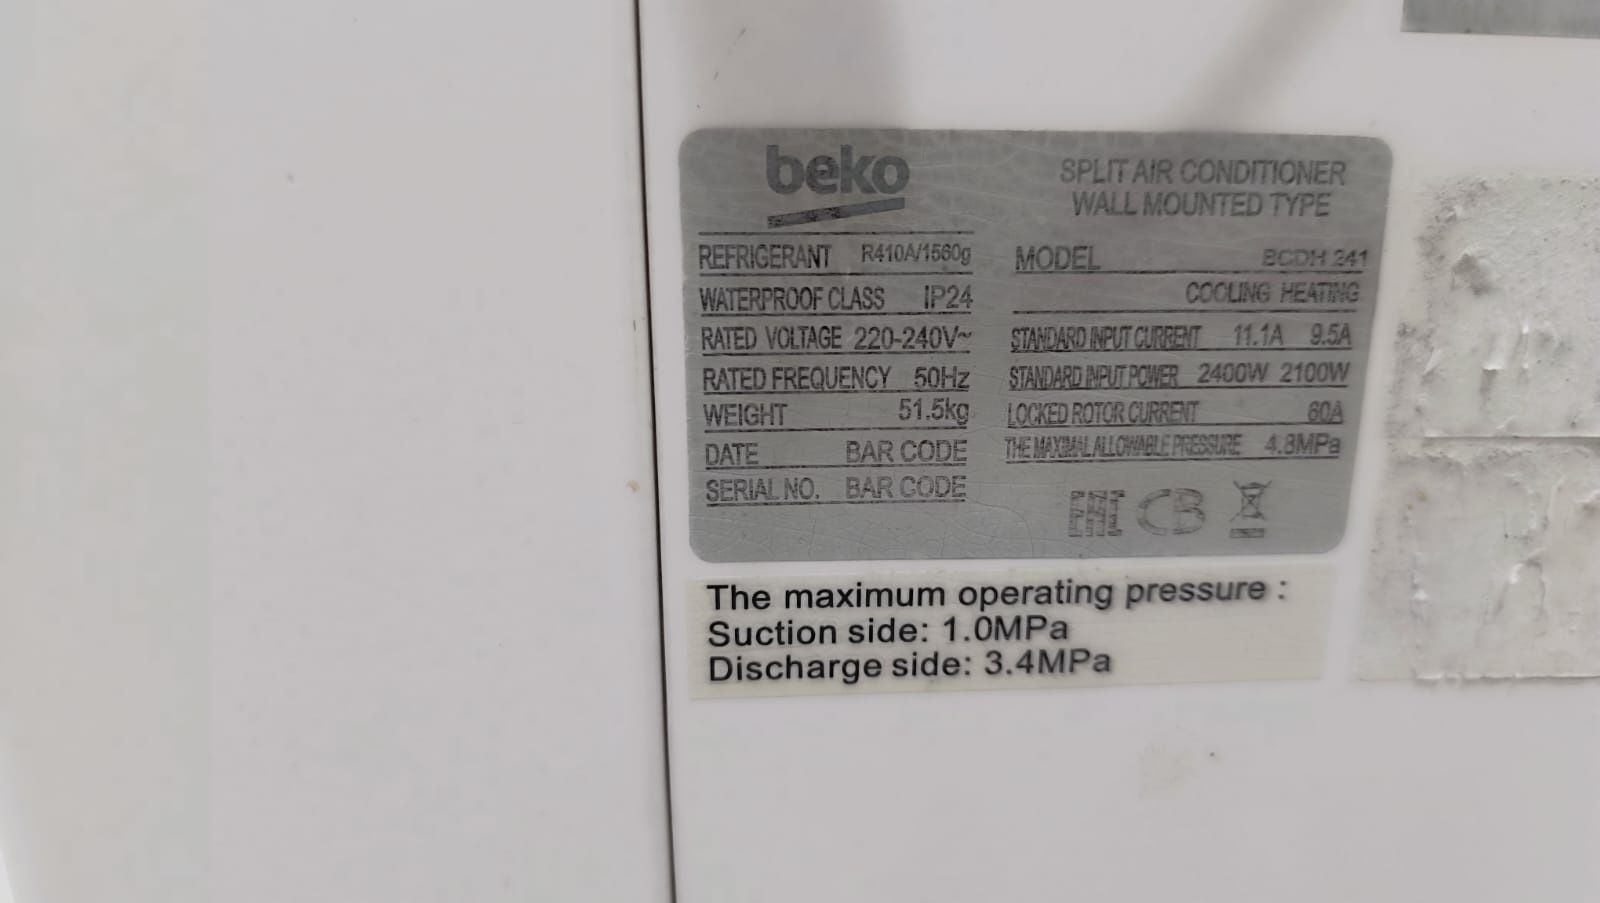 beko
SPLIT AIR CONDITIONER
WALL MOUNTED TYPE
REFRIGERANT R410A/1560g
WATERPROOF CLASS IP24
RATED VOLTAGE 220-240V~
RATED FREQUENCY 50Hz
WEIGHT 51.5kg
DATE BAR CODE
SERIAL NO. BAR CODE
MODEL BCDH 241
COOLING HEATING
STANDARD INPUT CURRENT 11.1A 9.5A
STANDARD INPUT POWER 2400W 2100W
LOCKED ROTOR CURRENT 60A
THE MAXIMAL ALLOWABLE PRESSURE 4.8MPa
EAC CB
The maximum operating pressure :
Suction side: 1.0MPa
Discharge side: 3.4MPa